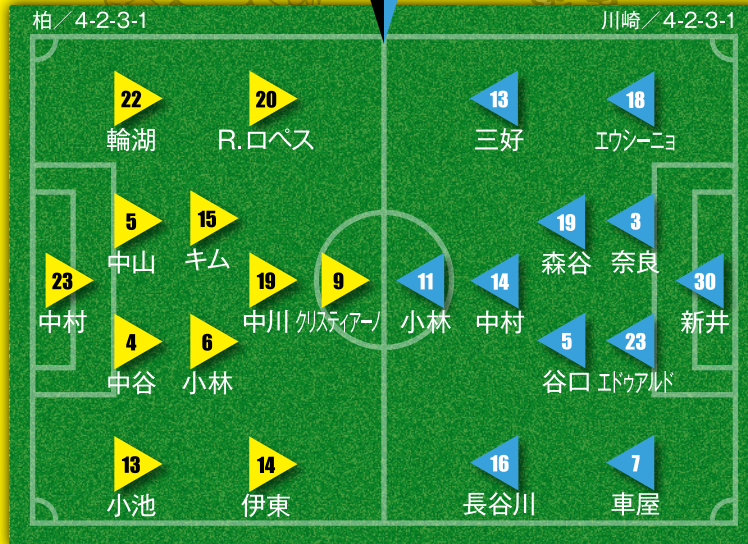 柏／4-2-3-1
川崎／4-2-3-1
22
輪湖
20
R.ロペス
5
中山
15
キム
23
中村
19
中川
9
クリスティアーノ
4
中谷
6
小林
13
小池
14
伊東
13
三好
18
エウシーニョ
19
森谷
3
奈良
11
小林
14
中村
30
新井
5
谷口
23
エドゥアルド
16
長谷川
7
車屋